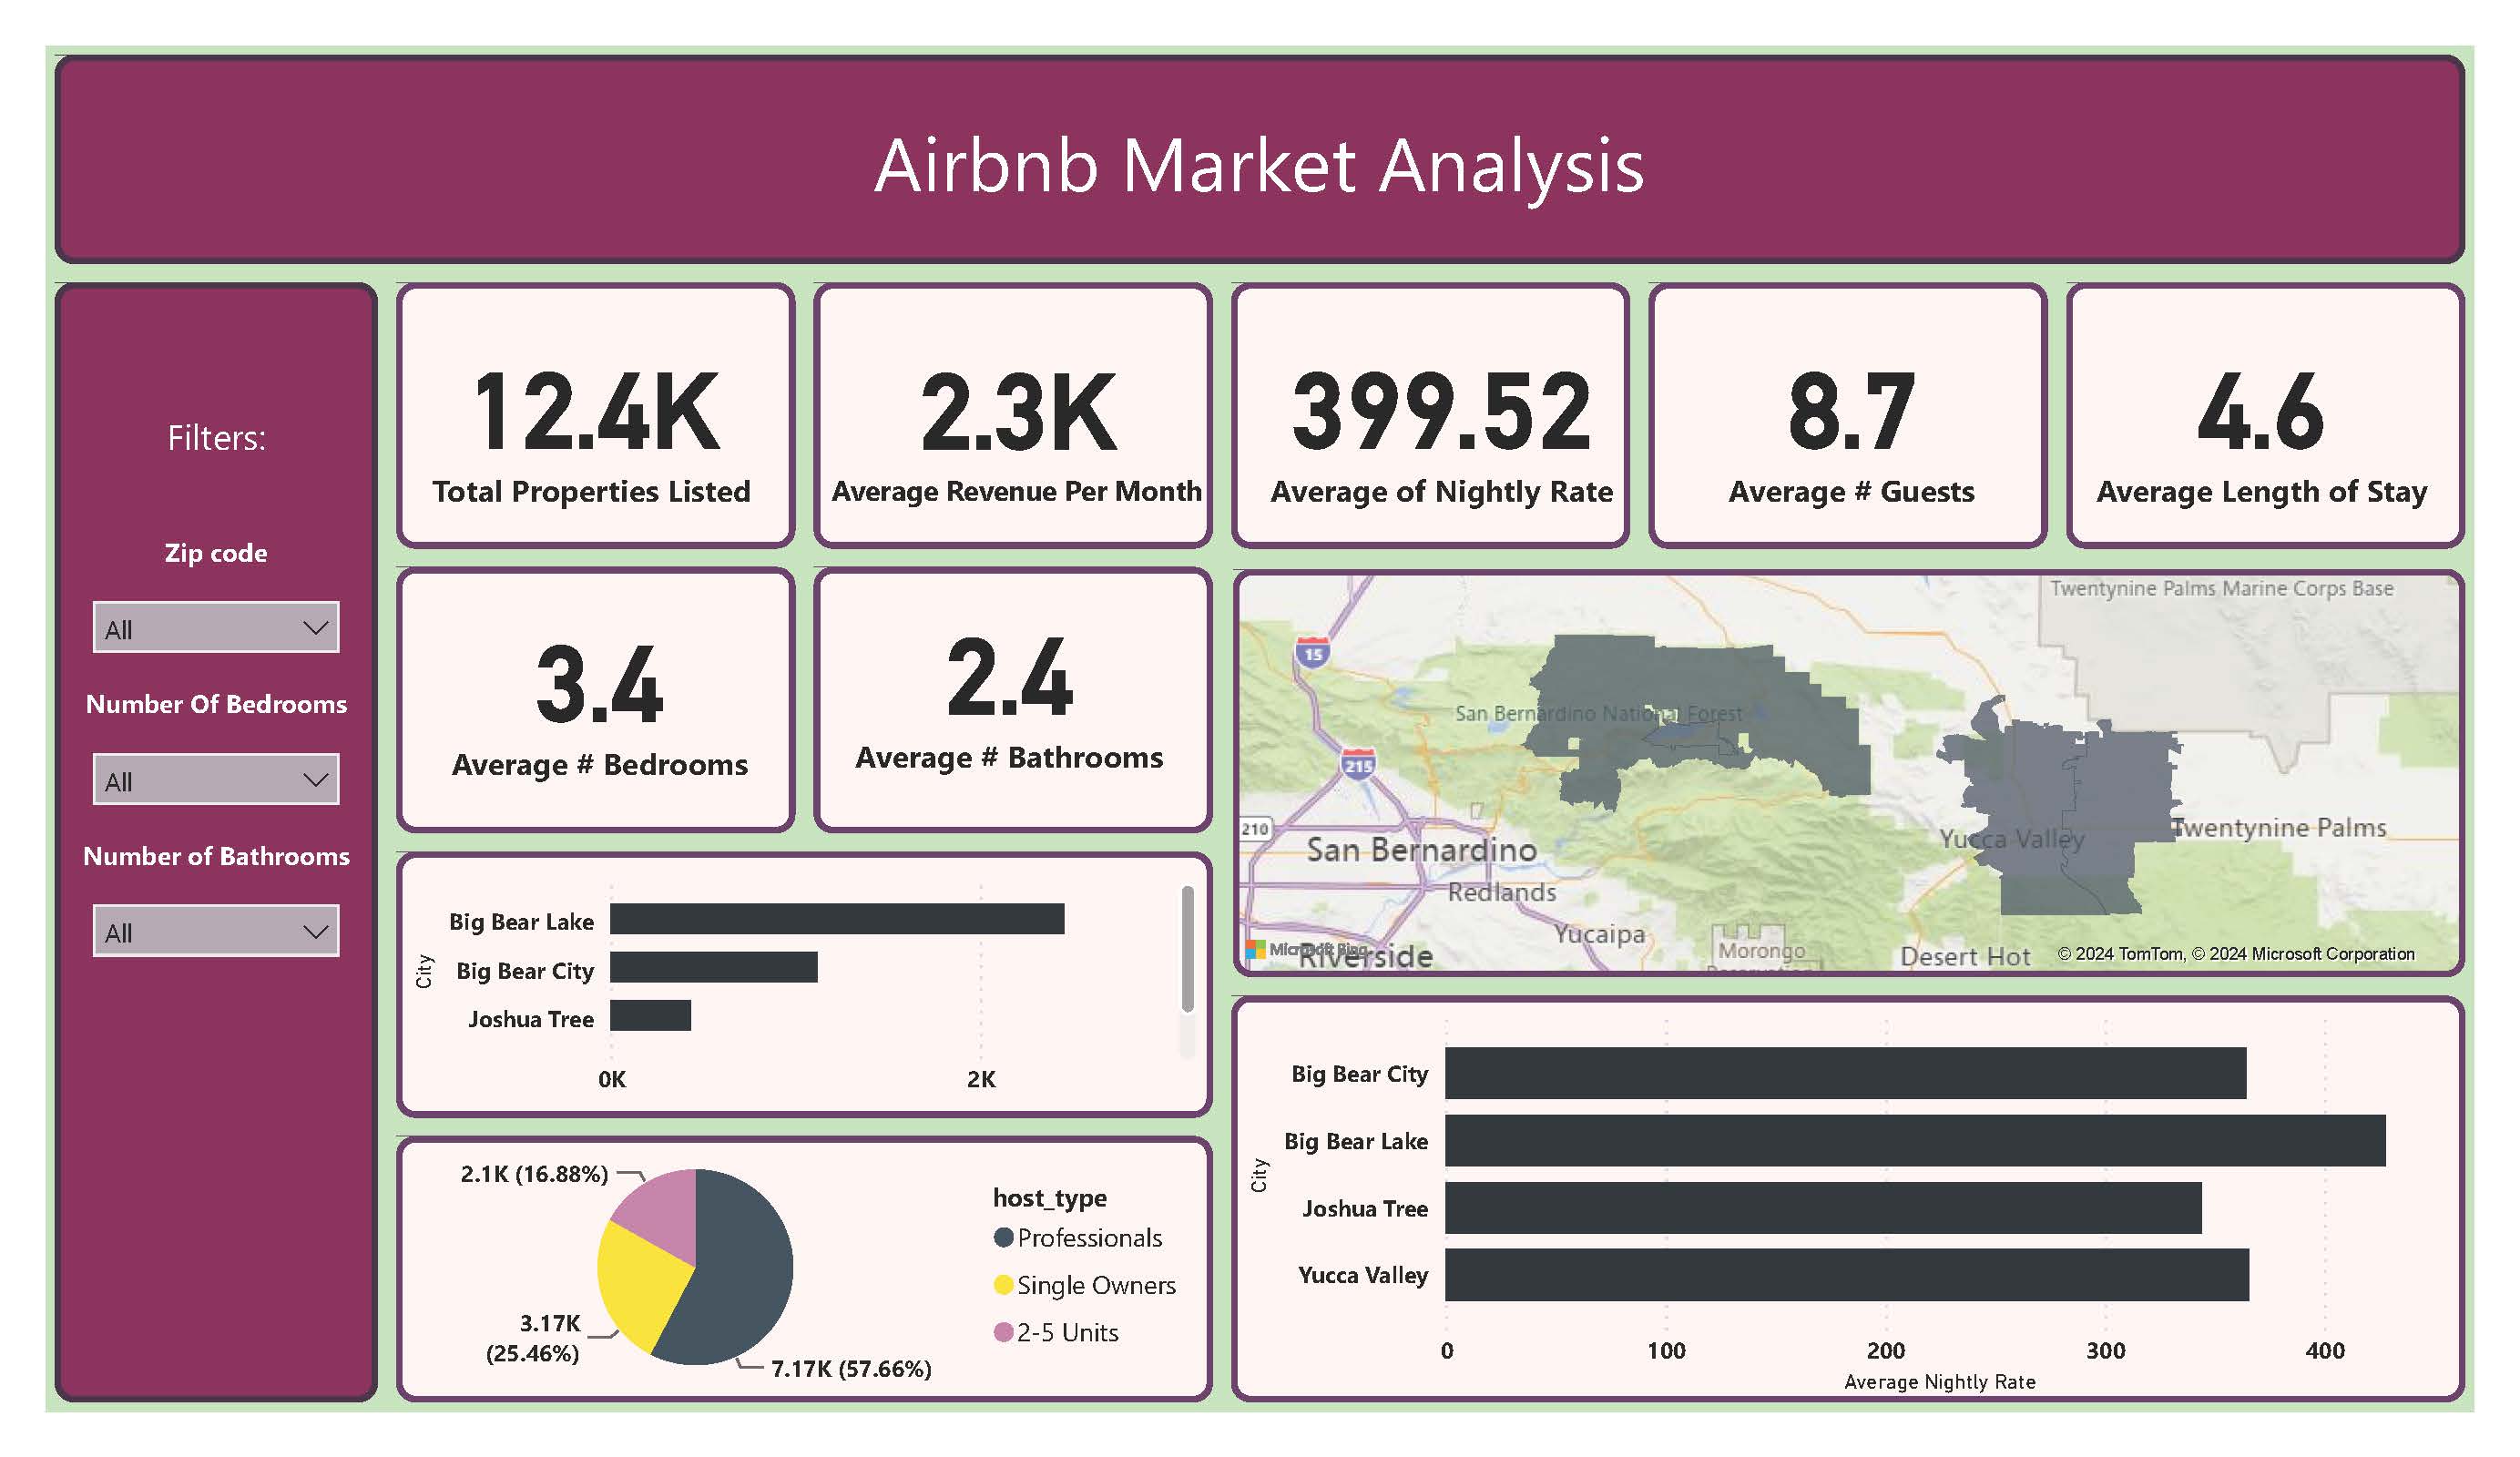 Airbnb Market Analysis
Filters:
Zip code
All
Number Of Bedrooms
All
Number of Bathrooms
All
12.4K
Total Properties Listed
2.3K
Average Revenue Per Month
399.52
Average of Nightly Rate
8.7
Average # Guests
4.6
Average Length of Stay
3.4
Average # Bedrooms
2.4
Average # Bathrooms
Twentynine Palms Marine Corps Base
15
San Bernardino National Forest
215
210
San Bernardino
Yucca Valley
Twentynine Palms
Redlands
Yucaipa
Morongo
Reservation
Microsoft Bing
Riverside
Desert Hot
© 2024 TomTom, © 2024 Microsoft Corporation
City
Big Bear Lake
Big Bear City
Joshua Tree
0K
2K
2.1K (16.88%)
3.17K
(25.46%)
7.17K (57.66%)
host_type
Professionals
Single Owners
2-5 Units
City
Big Bear City
Big Bear Lake
Joshua Tree
Yucca Valley
0
100
200
300
400
Average Nightly Rate